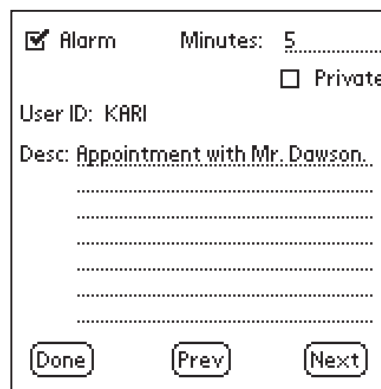 Alarm Minutes: 5
Private
User ID: KARI
Desc: Appointment with Mr. Dawson.
Done Prev Next